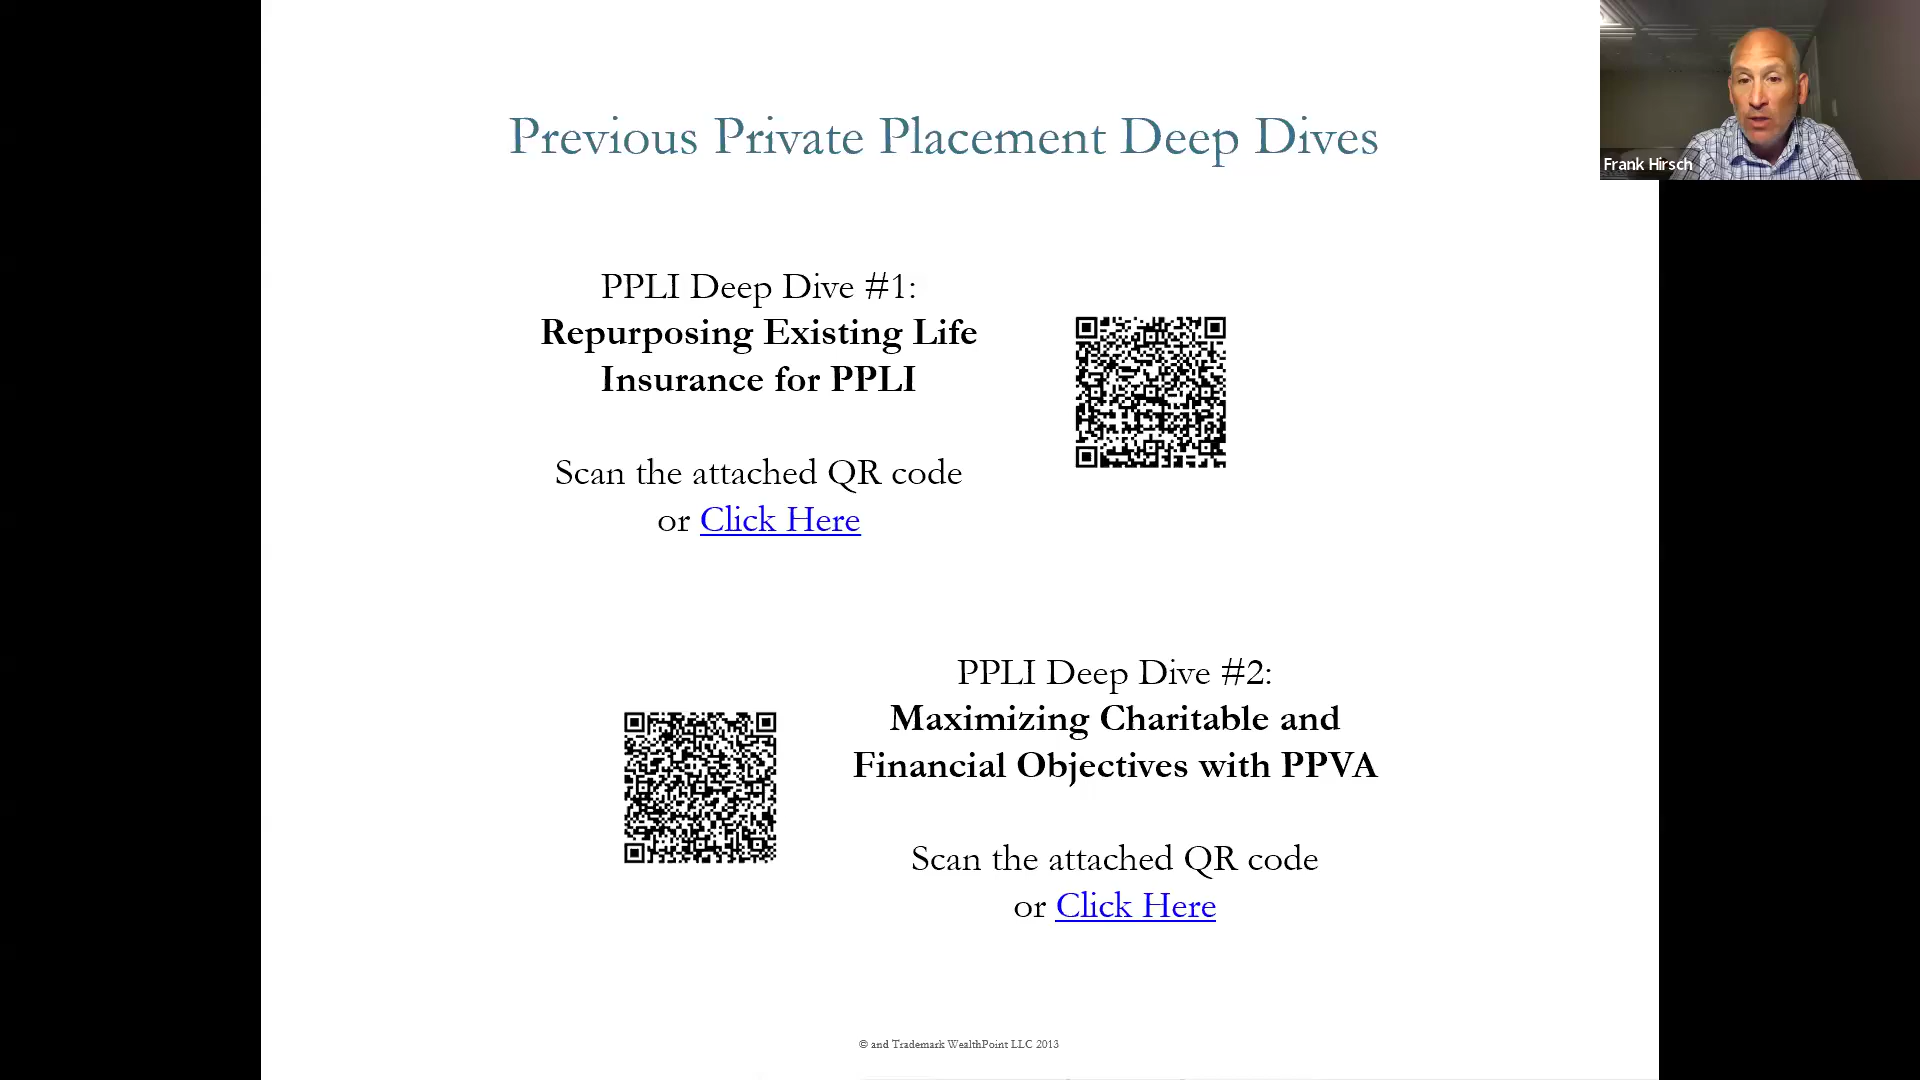 Previous Private Placement Deep Dives
Frank Hirsch
PPLI Deep Dive #1:
Repurposing Existing Life
Insurance for PPLI
Scan the attached QR code
or Click Here
PPLI Deep Dive #2:
Maximizing Charitable and
Financial Objectives with PPVA
Scan the attached QR code
or Click Here
© and Trademark WealthPoint LLC 2013